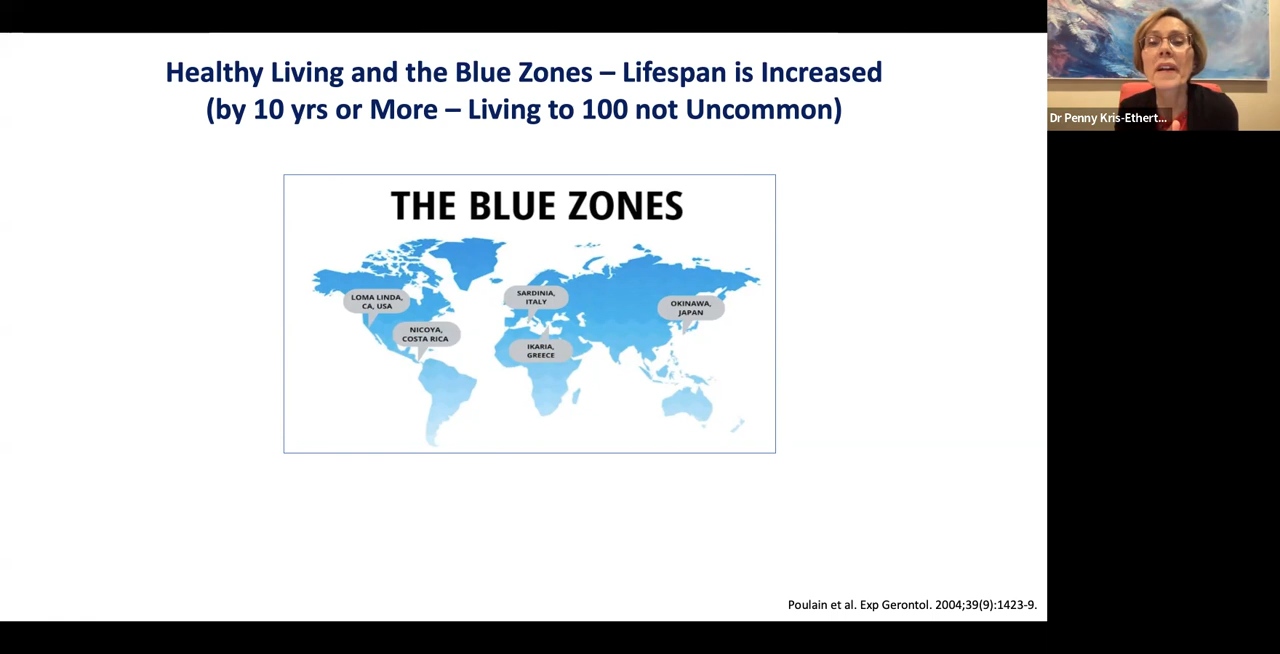 Healthy Living and the Blue Zones – Lifespan is Increased
(by 10 yrs or More – Living to 100 not Uncommon)
Dr Penny Kris-Ethert...
THE BLUE ZONES
LOMA LINDA,
CA, USA
NICOYA,
COSTA RICA
SARDINIA,
ITALY
IKARIA,
GREECE
OKINAWA,
JAPAN
Poulain et al. Exp Gerontol. 2004;39(9):1423-9.